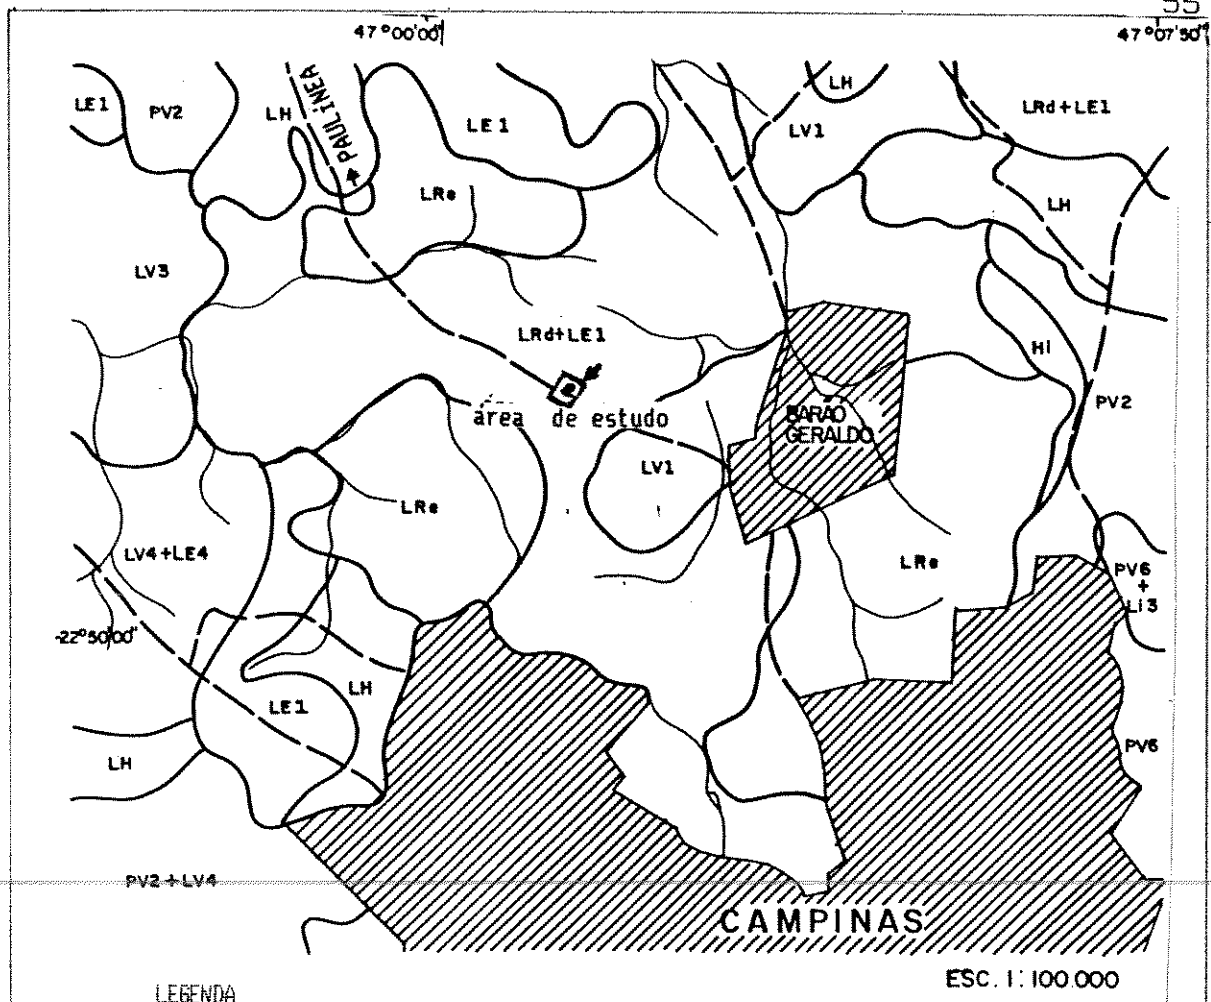 55
47°00'00"
47°07'50"
LE1
PV2
LH
PAULÍNEA
LE1
LH
LV1
LRd+LE1
LRe
LH
LV3
LRd+LE1
HI
área de estudo
BARÃO
GERALDO
PV2
LV1
LRe
LV4+LE4
LRe
PV6
+
LI3
-22°50'00"
LH
LE1
LH
PV6
PV2+LV4
CAMPINAS
ESC. 1:100.000
LEGENDA